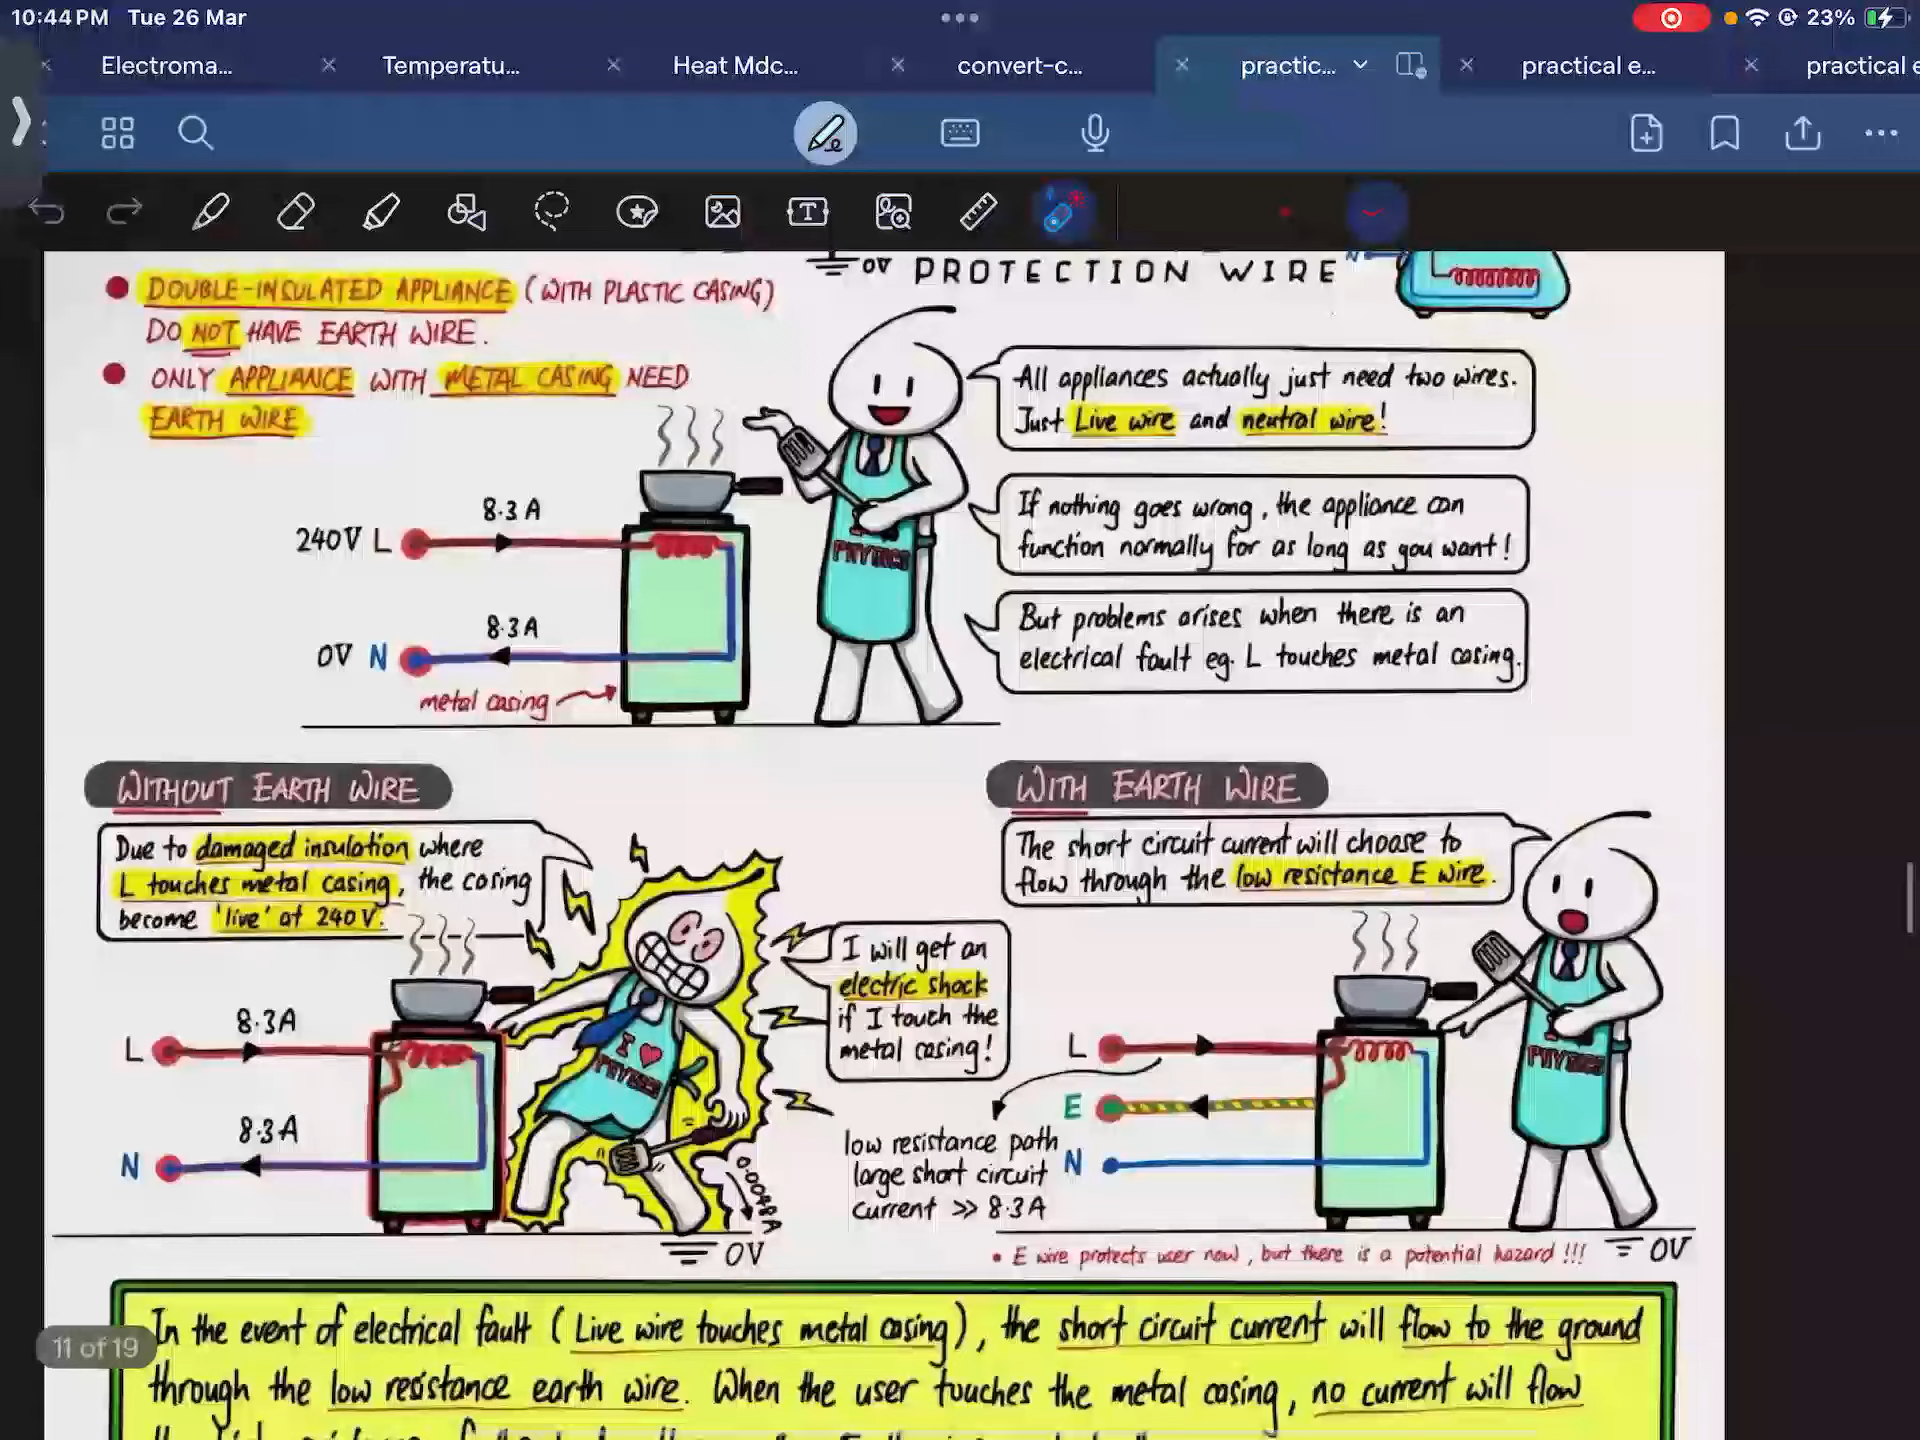 10:44 PM Tue 26 Mar
23%
Electroma...
Temperatu...
Heat Mdc...
convert-c...
practic...
practical e...
practical e
0V PROTECTION WIRE
N
DOUBLE-INSULATED APPLIANCE (WITH PLASTIC CASING)
DO NOT HAVE EARTH WIRE.
ONLY APPLIANCE WITH METAL CASING NEED
EARTH WIRE
All appliances actually just need two wires.
Just Live wire and neutral wire!
If nothing goes wrong, the appliance can
function normally for as long as you want!
But problems arises when there is an
electrical fault eg. L touches metal casing.
8.3 A
240V L
8.3A
0V N
metal casing
PHYSICS
WITHOUT EARTH WIRE
Due to damaged insulation where
L touches metal casing, the casing
become 'live' at 240V.
I will get an
electric shock
if I touch the
metal casing!
L
8.3A
N
8.3A
I
PHYSICS
0.0048A
0V
WITH EARTH WIRE
The short circuit current will choose to
flow through the low resistance E wire.
L
E
N
low resistance path
large short circuit
current >> 8.3A
PHYSICS
• E wire protects user now, but there is a potential hazard!!!
0V
In the event of electrical fault (Live wire touches metal casing), the short circuit current will flow to the ground
through the low resistance earth wire. When the user touches the metal casing, no current will flow
11 of 19